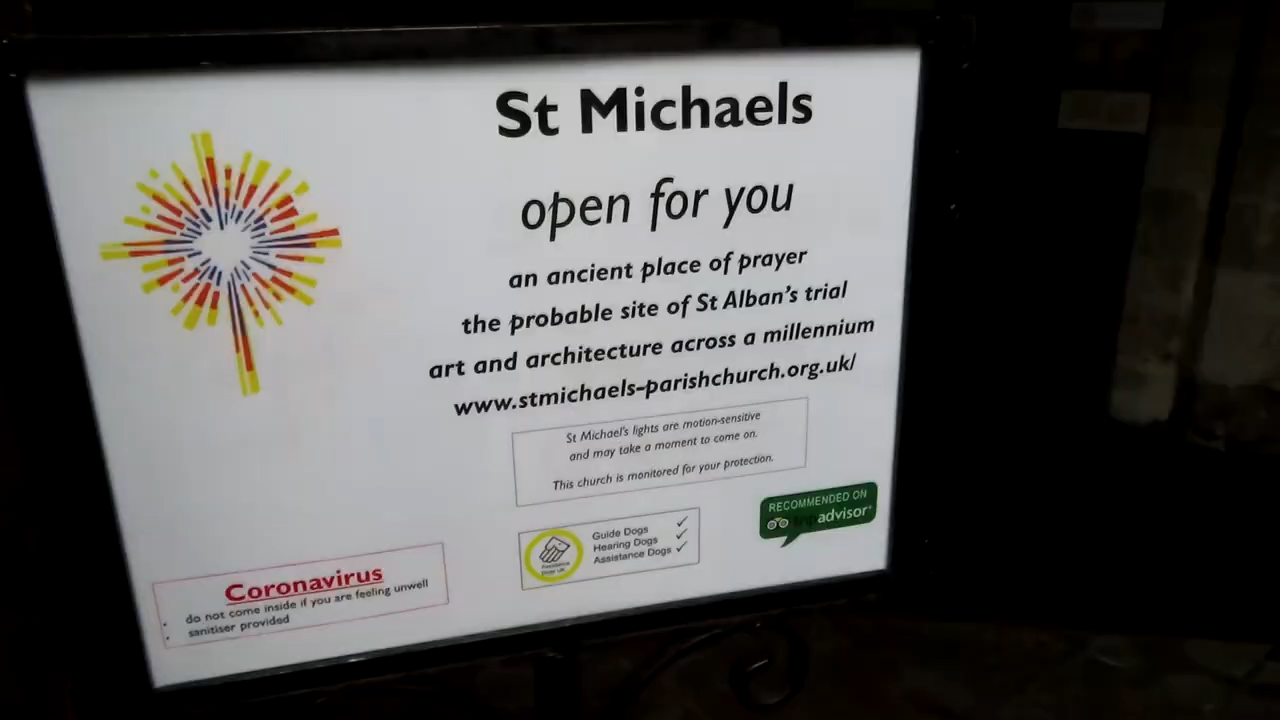 St Michaels
open for you
an ancient place of prayer
the probable site of St Alban's trial
art and architecture across a millennium
www.stmichaels-parishchurch.org.uk/
St Michael's lights are motion-sensitive
and may take a moment to come on.
This church is monitored for your protection.
RECOMMENDED ON
tripadvisor®
Guide Dogs ✓
Hearing Dogs ✓
Assistance Dogs ✓
Coronavirus
• do not come inside if you are feeling unwell
• sanitiser provided